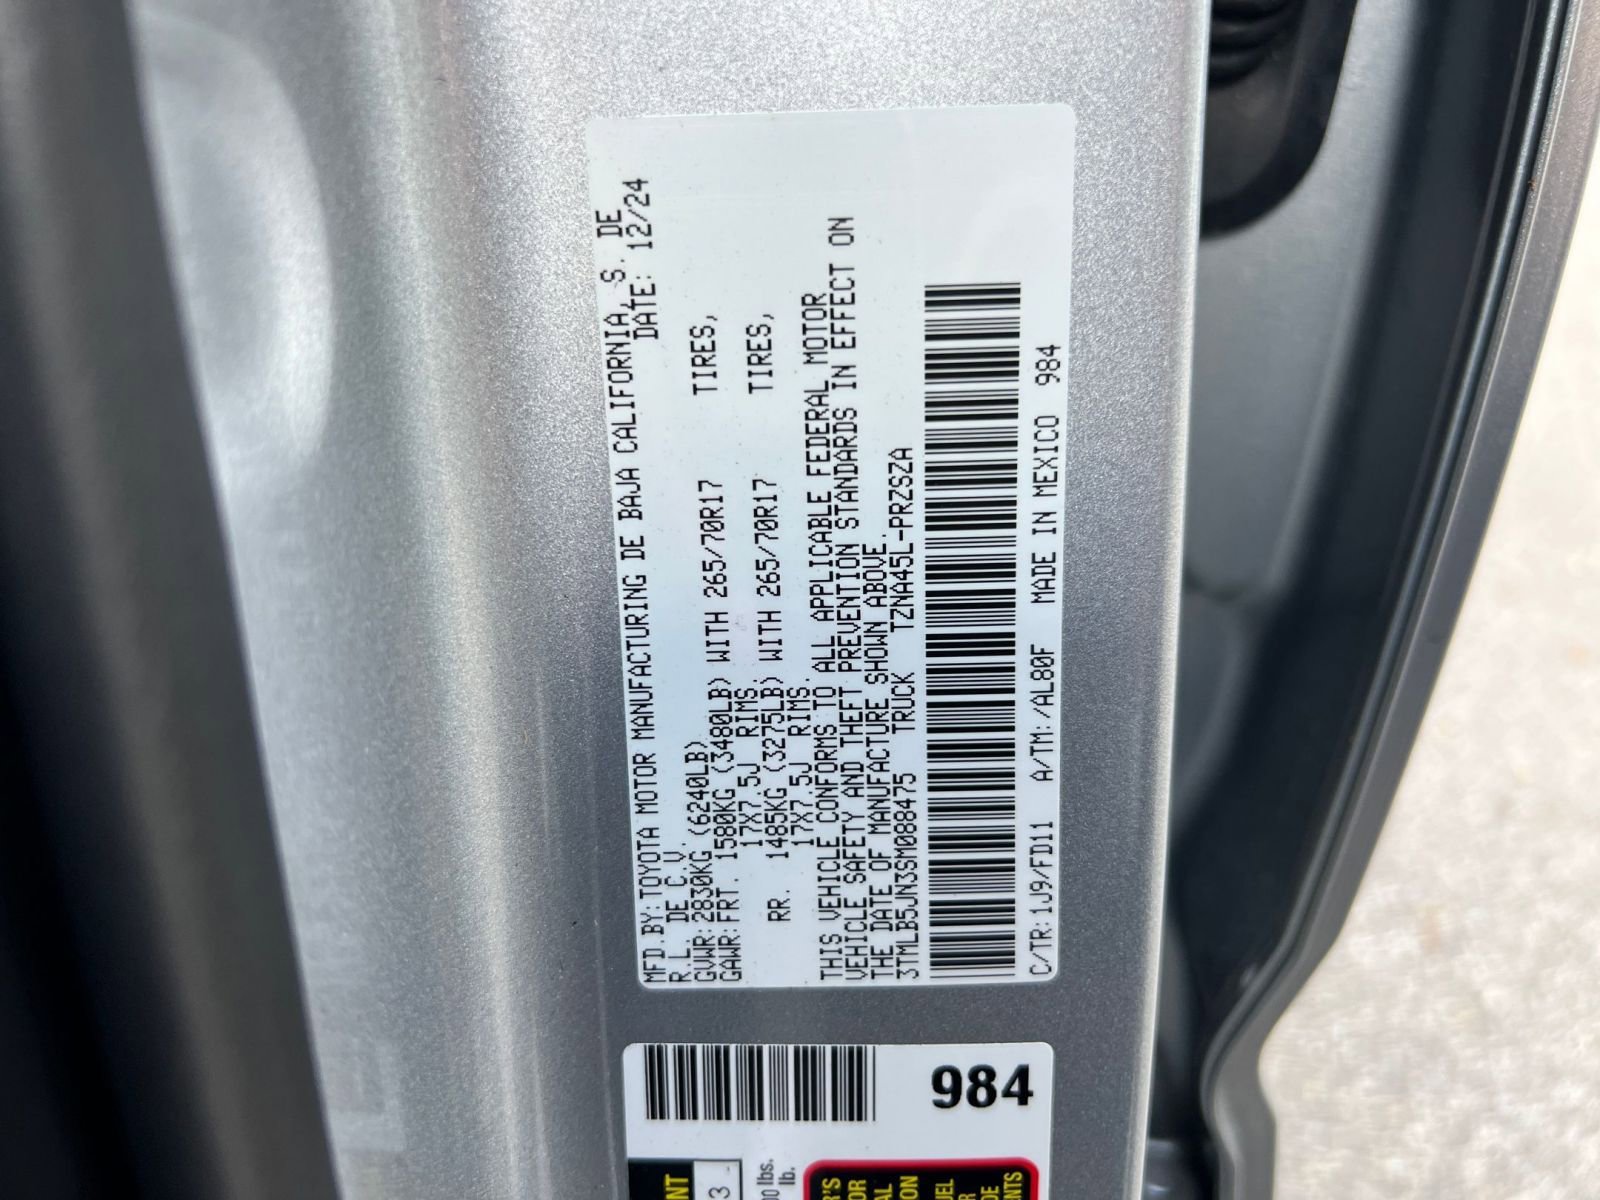 MFD.BY:TOYOTA MOTOR MANUFACTURING DE BAJA CALIFORNIA, S. DE
R.L. DE C.V. DATE: 12/24
GVWR:2830KG (6240LB)
GAWR:FRT. 1580KG (3480LB) WITH 265/70R17 TIRES,
17X7.5J RIMS.
RR. 1485KG (3275LB) WITH 265/70R17 TIRES,
17X7.5J RIMS.
THIS VEHICLE CONFORMS TO ALL APPLICABLE FEDERAL MOTOR
VEHICLE SAFETY AND THEFT PREVENTION STANDARDS IN EFFECT ON
THE DATE OF MANUFACTURE SHOWN ABOVE.
3TMLB5JN3SM088475 TRUCK TZNA45L-PRZSZA
C/TR:1J9/FD11 A/TM:/AL80F MADE IN MEXICO 984
984